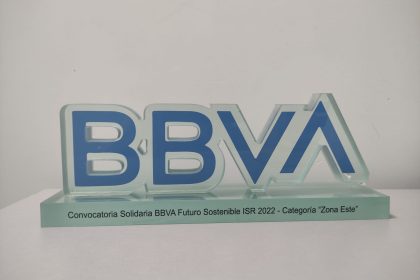 BBVA
Convocatoria Solidaria BBVA Futuro Sostenible ISR 2022 - Categoría "Zona Este"